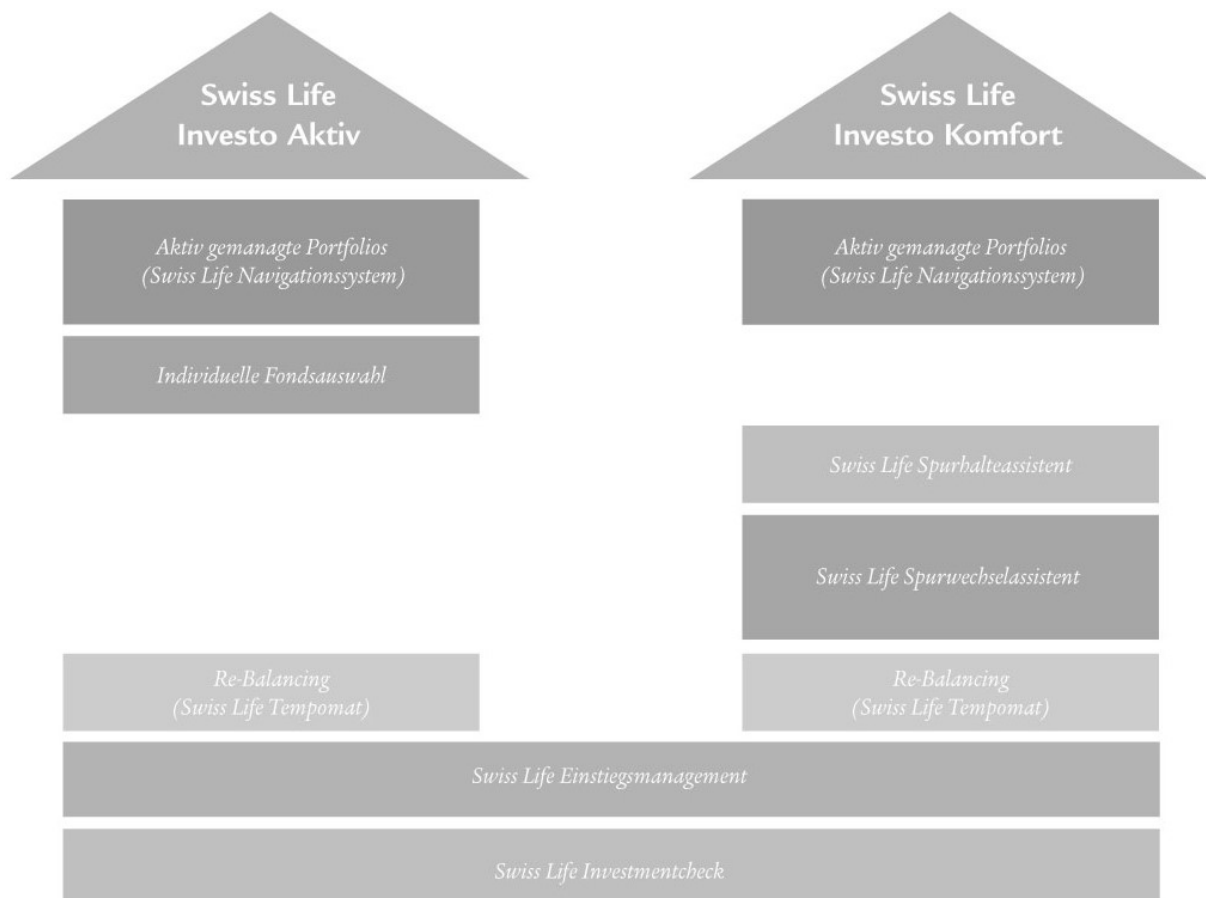 Swiss Life
Investo Aktiv
Aktiv gemanagte Portfolios
(Swiss Life Navigationssystem)
Individuelle Fondsauswahl
Re-Balancing
(Swiss Life Tempomat)
Swiss Life
Investo Komfort
Aktiv gemanagte Portfolios
(Swiss Life Navigationssystem)
Swiss Life Spurhalteassistent
Swiss Life Spurwechselassistent
Re-Balancing
(Swiss Life Tempomat)
Swiss Life Einstiegsmanagement
Swiss Life Investmentcheck